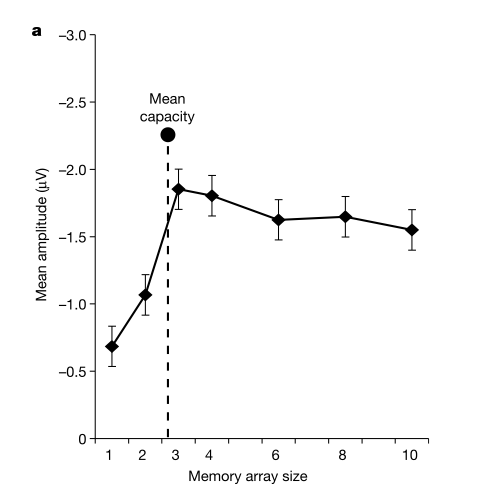 a
−3.0
Mean
capacity
−2.5
−2.0
−1.5
−1.0
−0.5
0
Mean amplitude (μV)
1 2 3 4 6 8 10
Memory array size